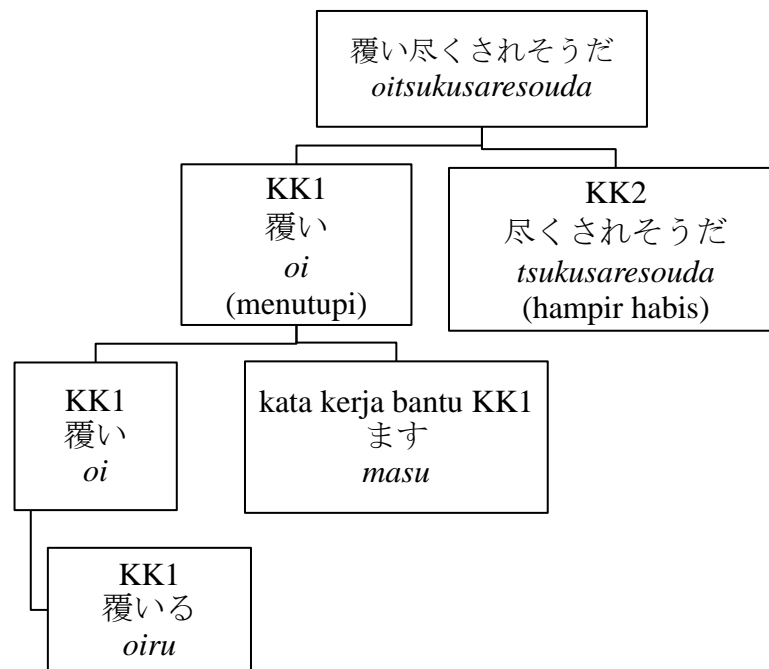 覆い尽くされそうだ
oitsukusaresouda
KK1
覆い
oi
(menutupi)
KK2
尽くされそうだ
tsukusaresouda
(hampir habis)
KK1
覆い
oi
kata kerja bantu KK1
ます
masu
KK1
覆いる
oiru